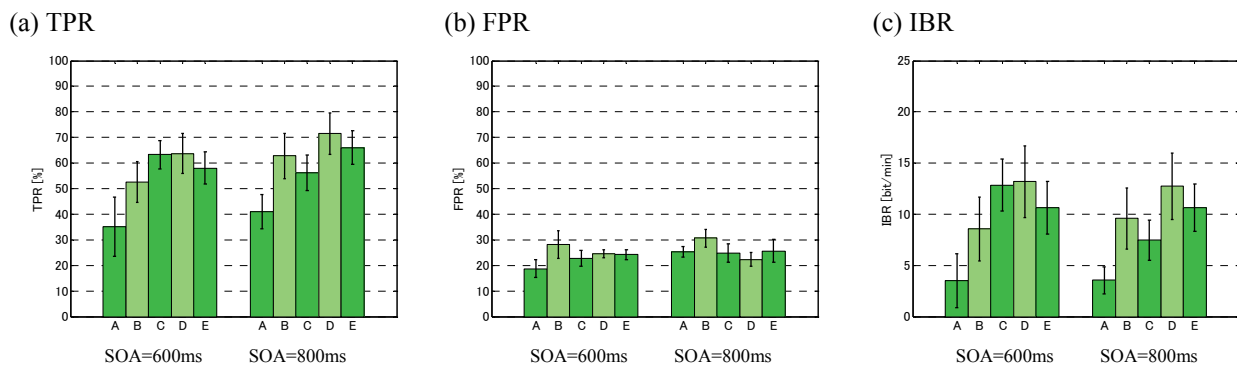 (a) TPR
100
90
80
70
60
50
40
30
20
10
0
TPR[%]
A B C D E A B C D E
SOA=600ms SOA=800ms
(b) FPR
100
90
80
70
60
50
40
30
20
10
0
FPR[%]
A B C D E A B C D E
SOA=600ms SOA=800ms
(c) IBR
25
20
15
10
5
0
IBR[bit/min]
A B C D E A B C D E
SOA=600ms SOA=800ms